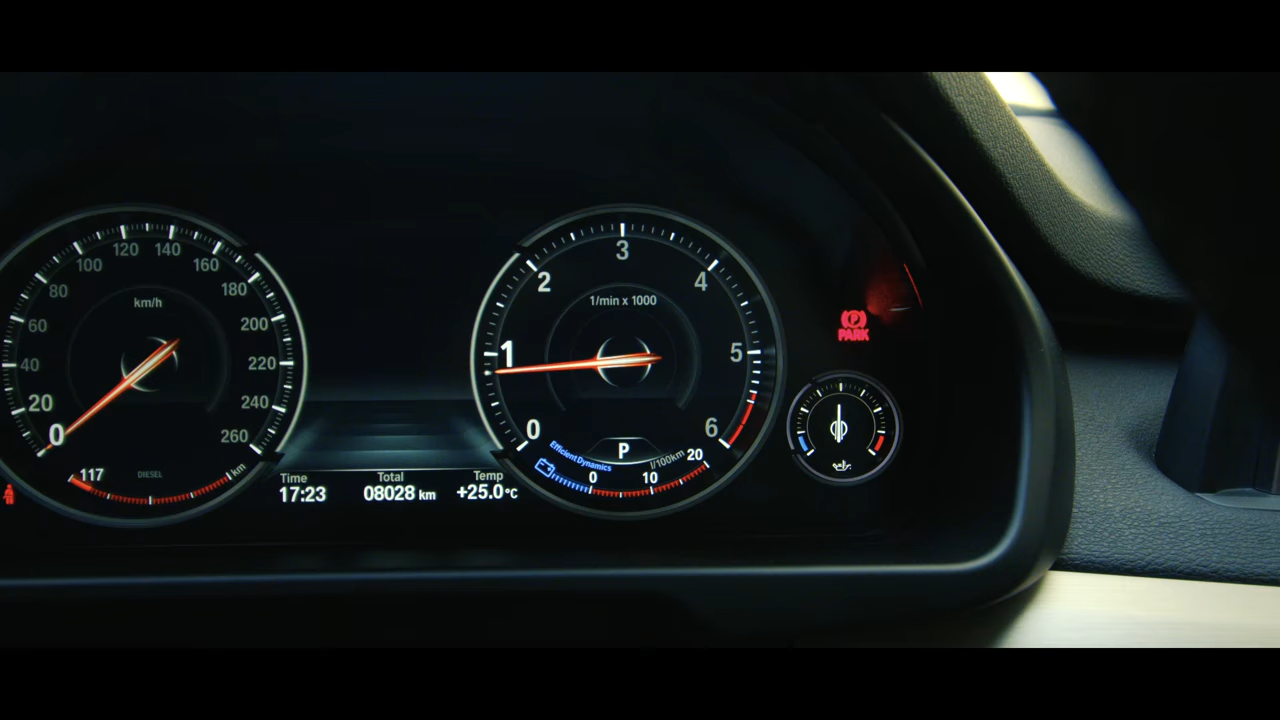 120 140
100 160
80 180
km/h
60 200
40 220
20 240
0 260
117 DIESEL km
Time Total Temp
17:23 08028 km +25.0°C
3
2 4
1/min x 1000
1 5
0 6
P
EfficientDynamics
l/100km
0 10 20
(P)
PARK